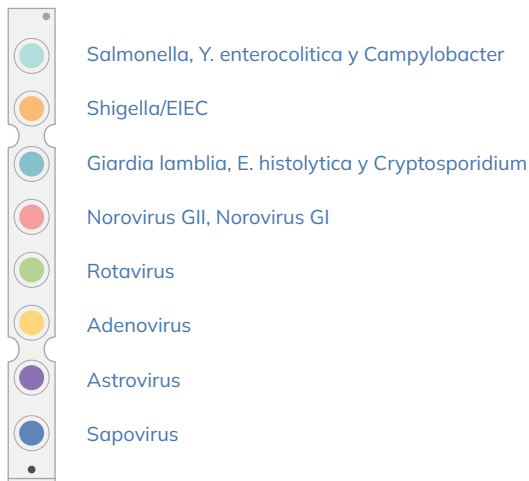 Salmonella, Y. enterocolitica y Campylobacter
Shigella/EIEC
Giardia lamblia, E. histolytica y Cryptosporidium
Norovirus GII, Norovirus GI
Rotavirus
Adenovirus
Astrovirus
Sapovirus